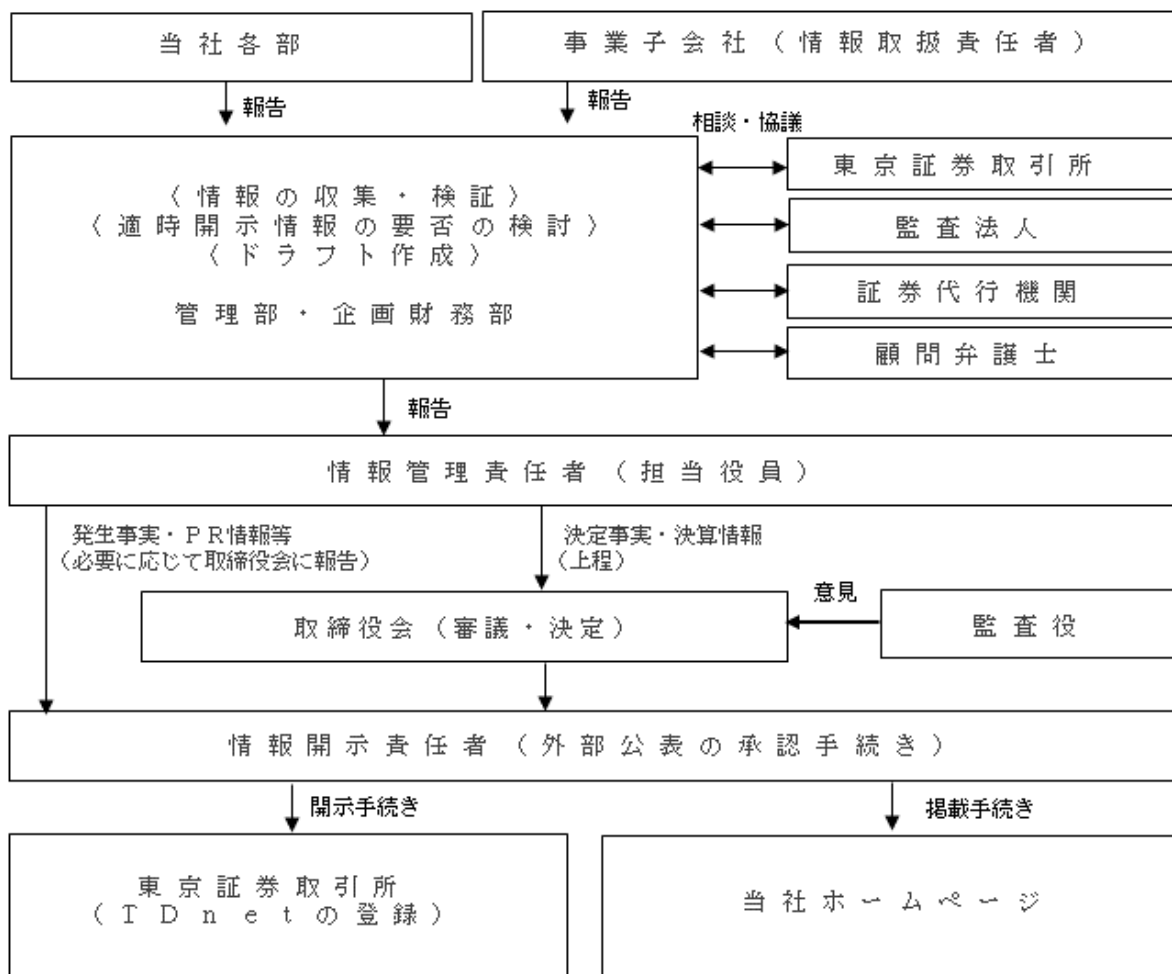 当社各部
事業子会社（情報取扱責任者）
報告
報告
相談・協議
〈情報の収集・検証〉
〈適時開示情報の要否の検討〉
〈ドラフト作成〉
管理部・企画財務部
東京証券取引所
監査法人
証券代行機関
顧問弁護士
報告
情報管理責任者（担当役員）
発生事実・ＰＲ情報等
（必要に応じて取締役会に報告）
決定事実・決算情報
（上程）
意見
取締役会（審議・決定）
監査役
情報開示責任者（外部公表の承認手続き）
開示手続き
掲載手続き
東京証券取引所
（ＴＤｎｅｔの登録）
当社ホームページ